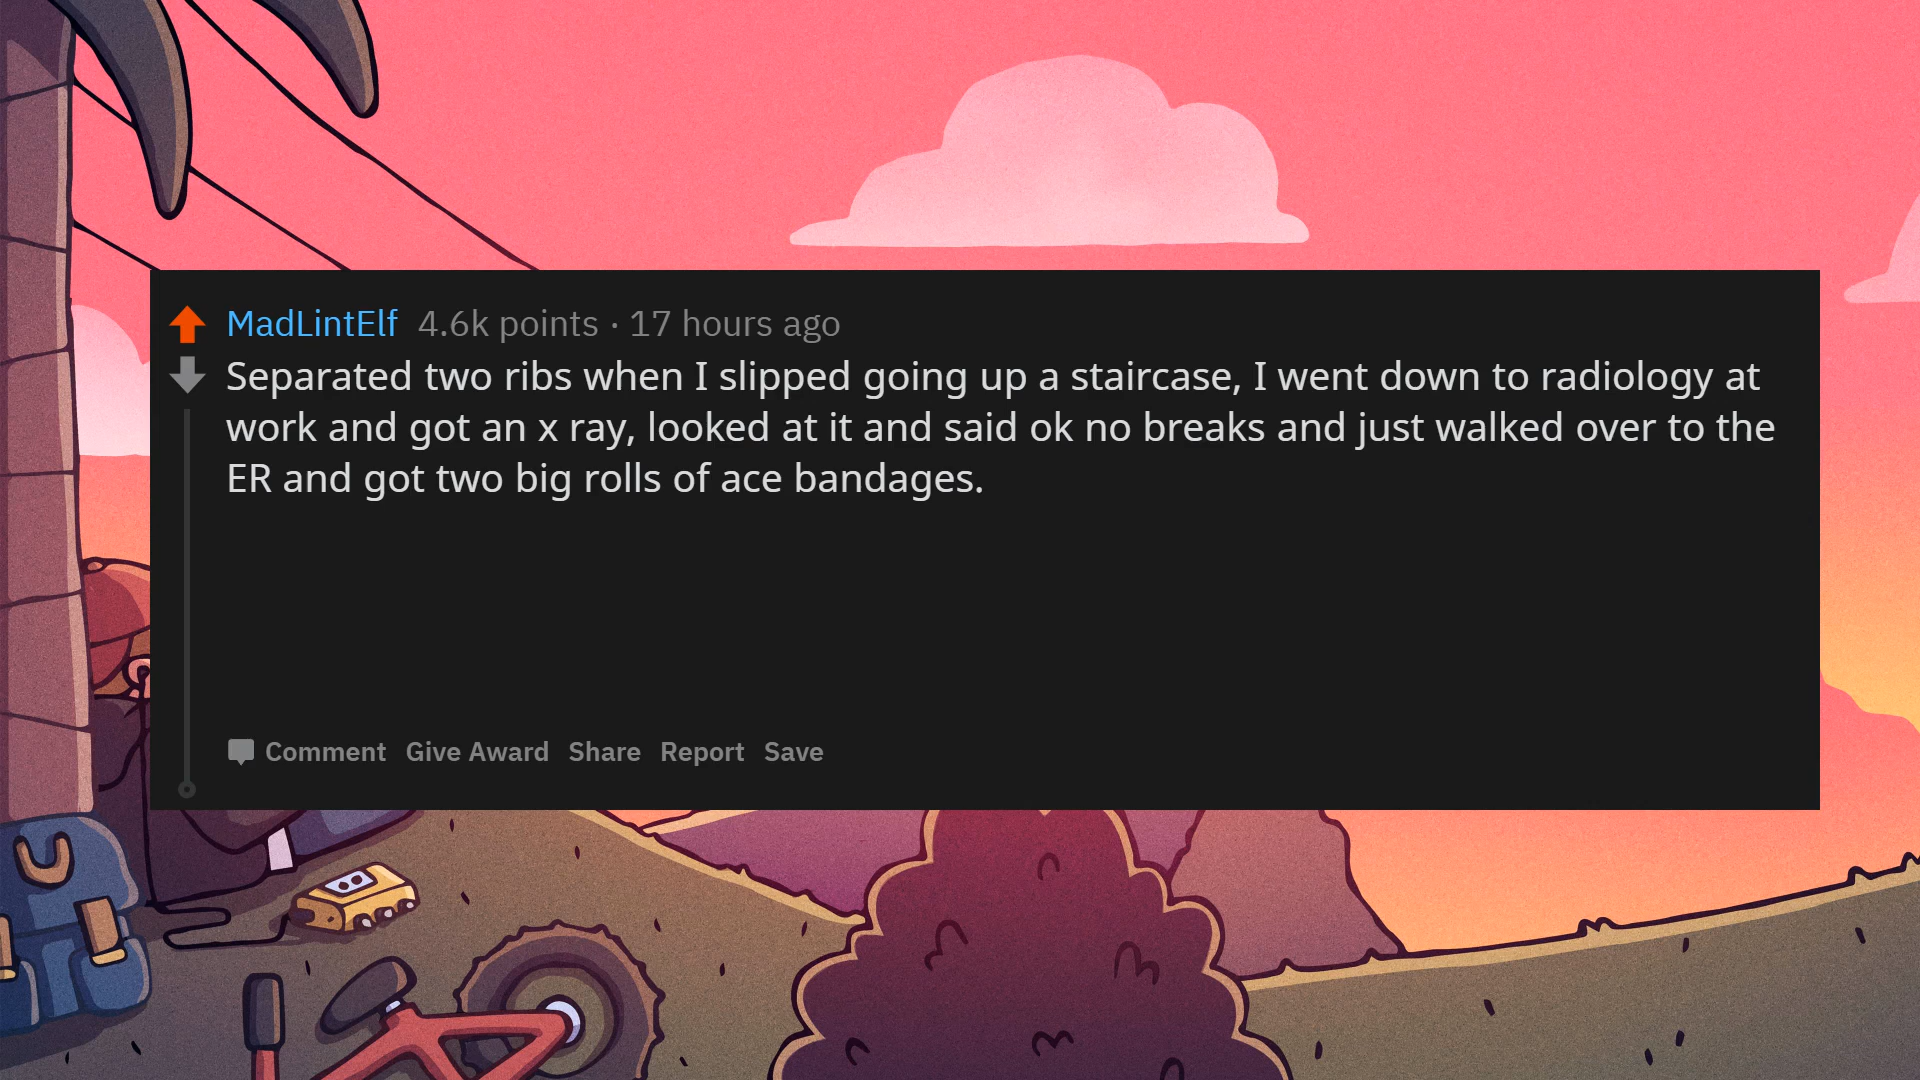 MadLintElf 4.6k points · 17 hours ago
Separated two ribs when I slipped going up a staircase, I went down to radiology at
work and got an x ray, looked at it and said ok no breaks and just walked over to the
ER and got two big rolls of ace bandages.
Comment Give Award Share Report Save